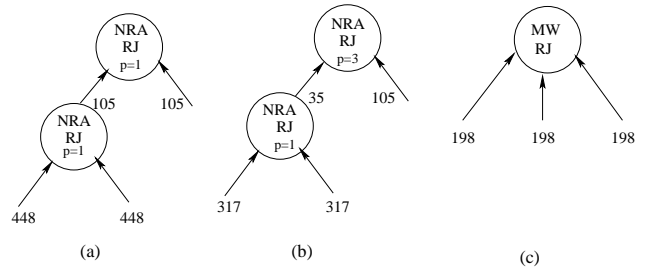 NRA
RJ
p=1
105
105
NRA
RJ
p=1
448
448
(a)
NRA
RJ
p=3
35
105
NRA
RJ
p=1
317
317
(b)
MW
RJ
198
198
198
(c)